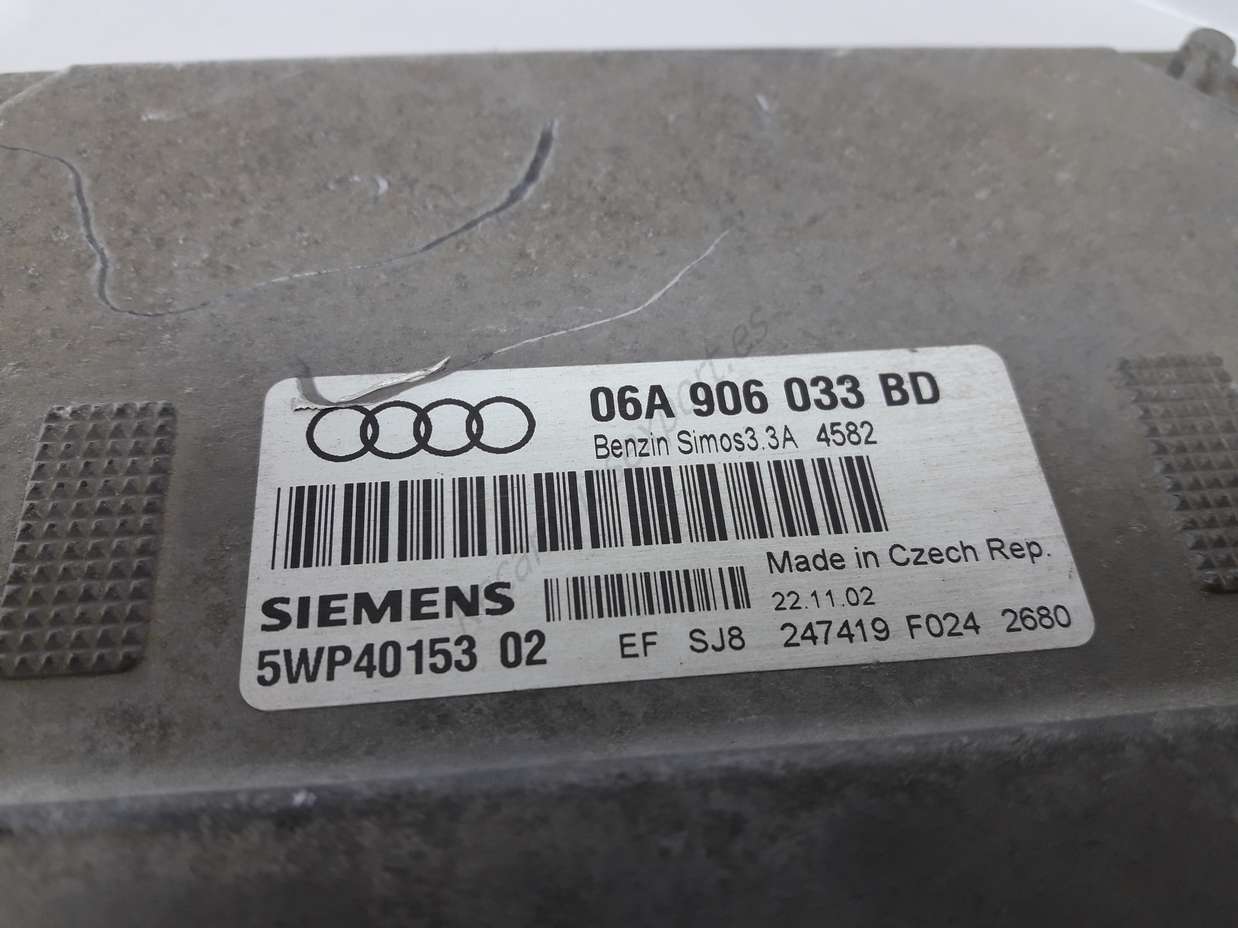 06A 906 033 BD
Benzin Simos3.3A 4582
Made in Czech Rep.
SIEMENS
22.11.02
5WP40153 02
EF SJ8 247419 F024 2680